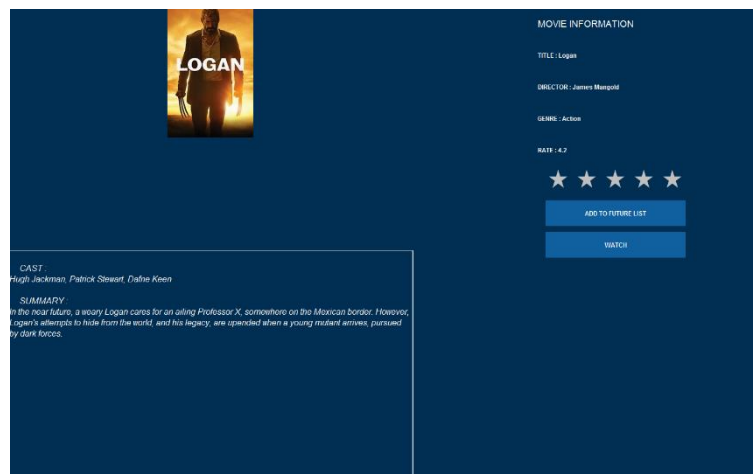 LOGAN
MOVIE INFORMATION
TITLE : Logan
DIRECTOR : James Mangold
GENRE : Action
RATE : 4.2
ADD TO FUTURE LIST
WATCH
CAST :
Hugh Jackman, Patrick Stewart, Dafne Keen
SUMMARY :
In the near future, a weary Logan cares for an ailing Professor X, somewhere on the Mexican border. However,
Logan's attempts to hide from the world, and his legacy, are upended when a young mutant arrives, pursued
by dark forces.